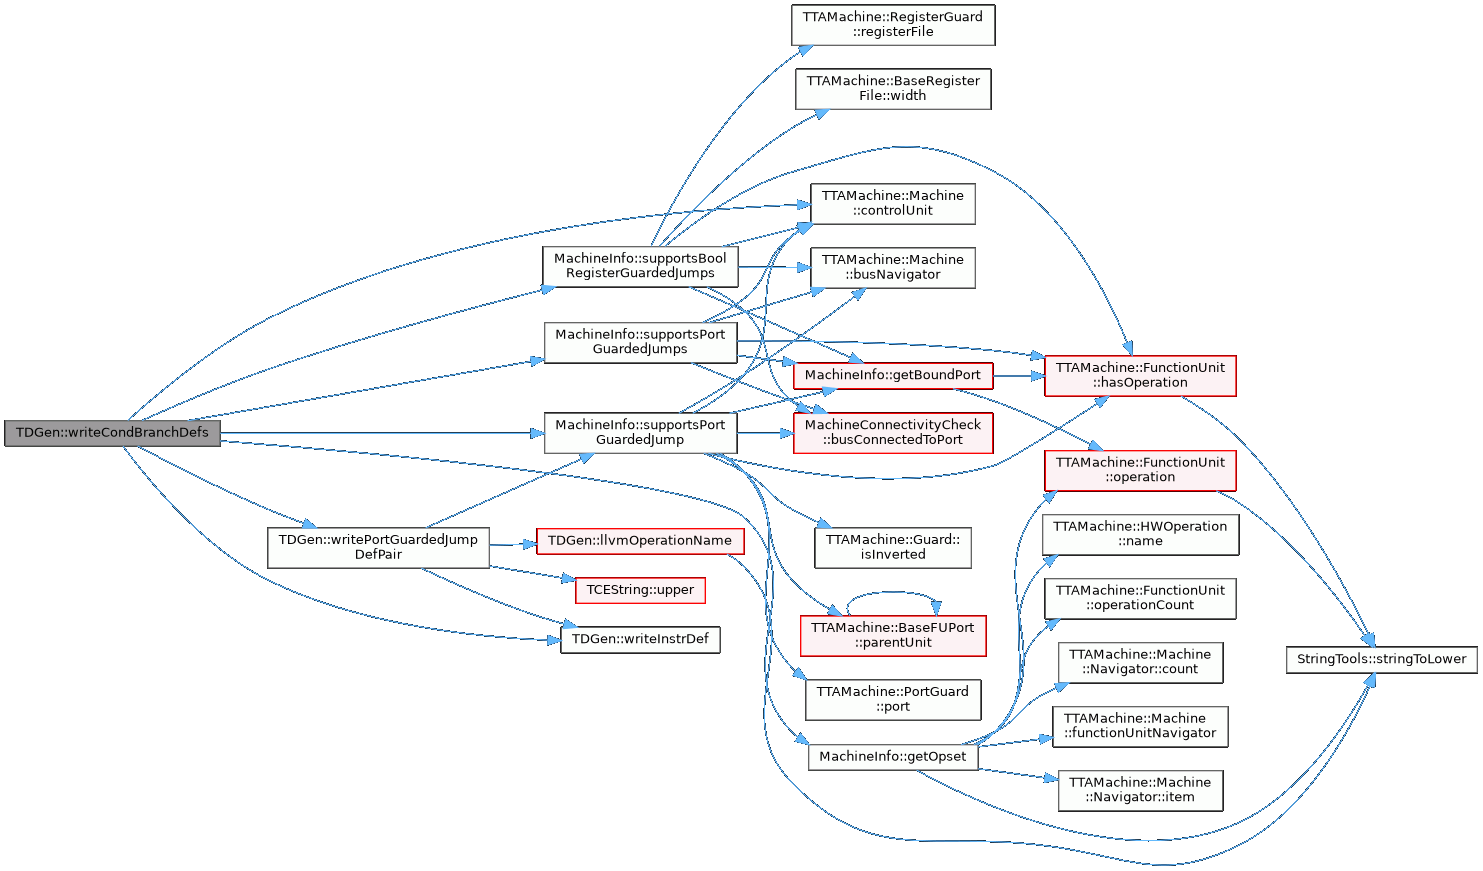 TTAMachine::RegisterGuard
::registerFile
TTAMachine::BaseRegister
File::width
TTAMachine::Machine
::controlUnit
MachineInfo::supportsBool
RegisterGuardedJumps
TTAMachine::Machine
::busNavigator
MachineInfo::supportsPort
GuardedJumps
MachineInfo::getBoundPort
TTAMachine::FunctionUnit
::hasOperation
TDGen::writeCondBranchDefs
MachineInfo::supportsPort
GuardedJump
MachineConnectivityCheck
::busConnectedToPort
TTAMachine::FunctionUnit
::operation
TDGen::writePortGuardedJump
DefPair
TDGen::llvmOperationName
TTAMachine::Guard::
isInverted
TTAMachine::HWOperation
::name
TCEString::upper
TTAMachine::FunctionUnit
::operationCount
TDGen::writeInstrDef
TTAMachine::BaseFUPort
::parentUnit
TTAMachine::Machine
::Navigator::count
StringTools::stringToLower
TTAMachine::PortGuard
::port
TTAMachine::Machine
::functionUnitNavigator
MachineInfo::getOpset
TTAMachine::Machine
::Navigator::item